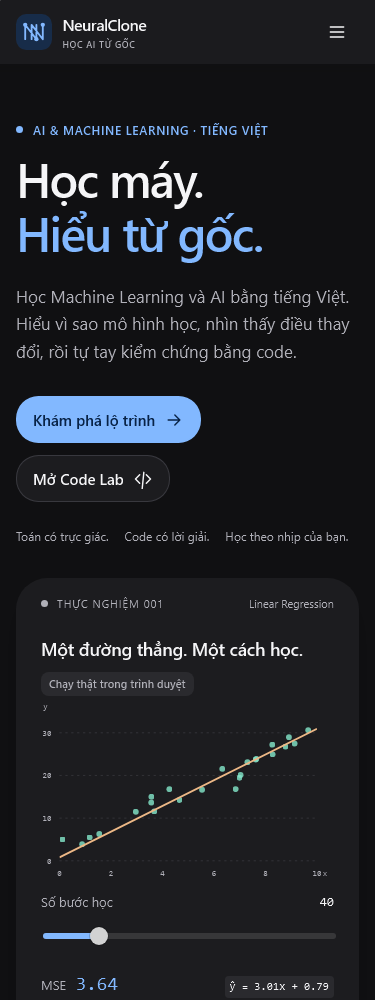 NeuralClone
HỌC AI TỪ GỐC
AI & MACHINE LEARNING · TIẾNG VIỆT
Học máy.
Hiểu từ gốc.
Học Machine Learning và AI bằng tiếng Việt.
Hiểu vì sao mô hình học, nhìn thấy điều thay
đổi, rồi tự tay kiểm chứng bằng code.
Khám phá lộ trình →
Mở Code Lab </>
Toán có trực giác. Code có lời giải. Học theo nhịp của bạn.
THỰC NGHIỆM 001 Linear Regression
Một đường thẳng. Một cách học.
Chạy thật trong trình duyệt
y
30
20
10
0
0 2 4 6 8 10 x
Số bước học 40
MSE 3.64 ŷ = 3.01x + 0.79